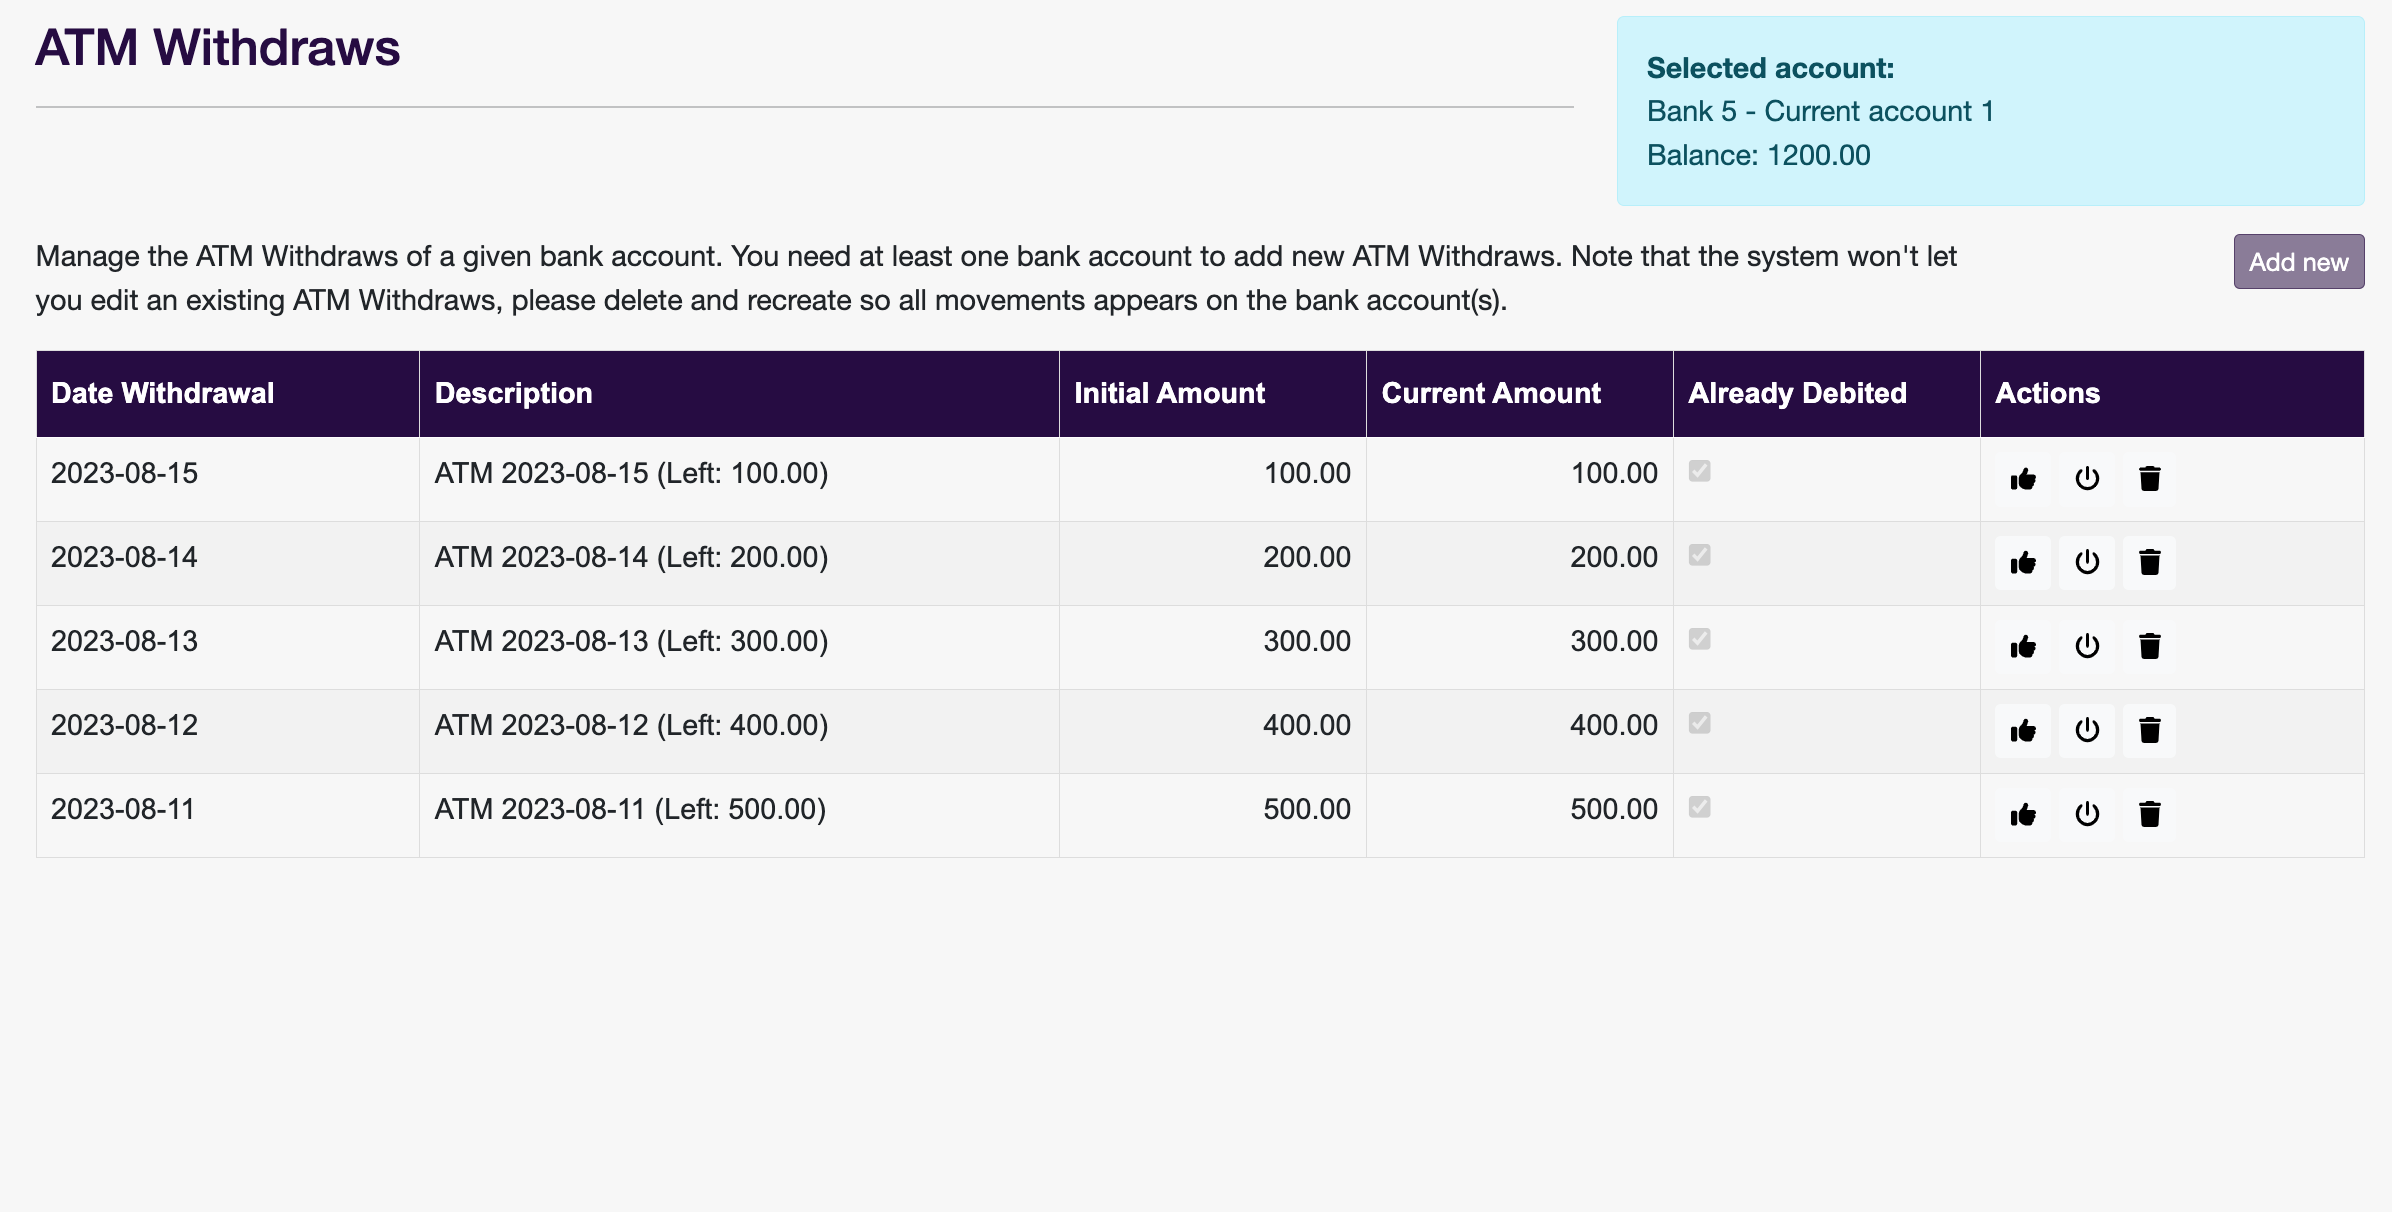 ATM Withdraws
Selected account:
Bank 5 - Current account 1
Balance: 1200.00
Manage the ATM Withdraws of a given bank account. You need at least one bank account to add new ATM Withdraws. Note that the system won't let
you edit an existing ATM Withdraws, please delete and recreate so all movements appears on the bank account(s).
Add new
Date Withdrawal Description Initial Amount Current Amount Already Debited Actions
2023-08-15 ATM 2023-08-15 (Left: 100.00) 100.00 100.00
2023-08-14 ATM 2023-08-14 (Left: 200.00) 200.00 200.00
2023-08-13 ATM 2023-08-13 (Left: 300.00) 300.00 300.00
2023-08-12 ATM 2023-08-12 (Left: 400.00) 400.00 400.00
2023-08-11 ATM 2023-08-11 (Left: 500.00) 500.00 500.00